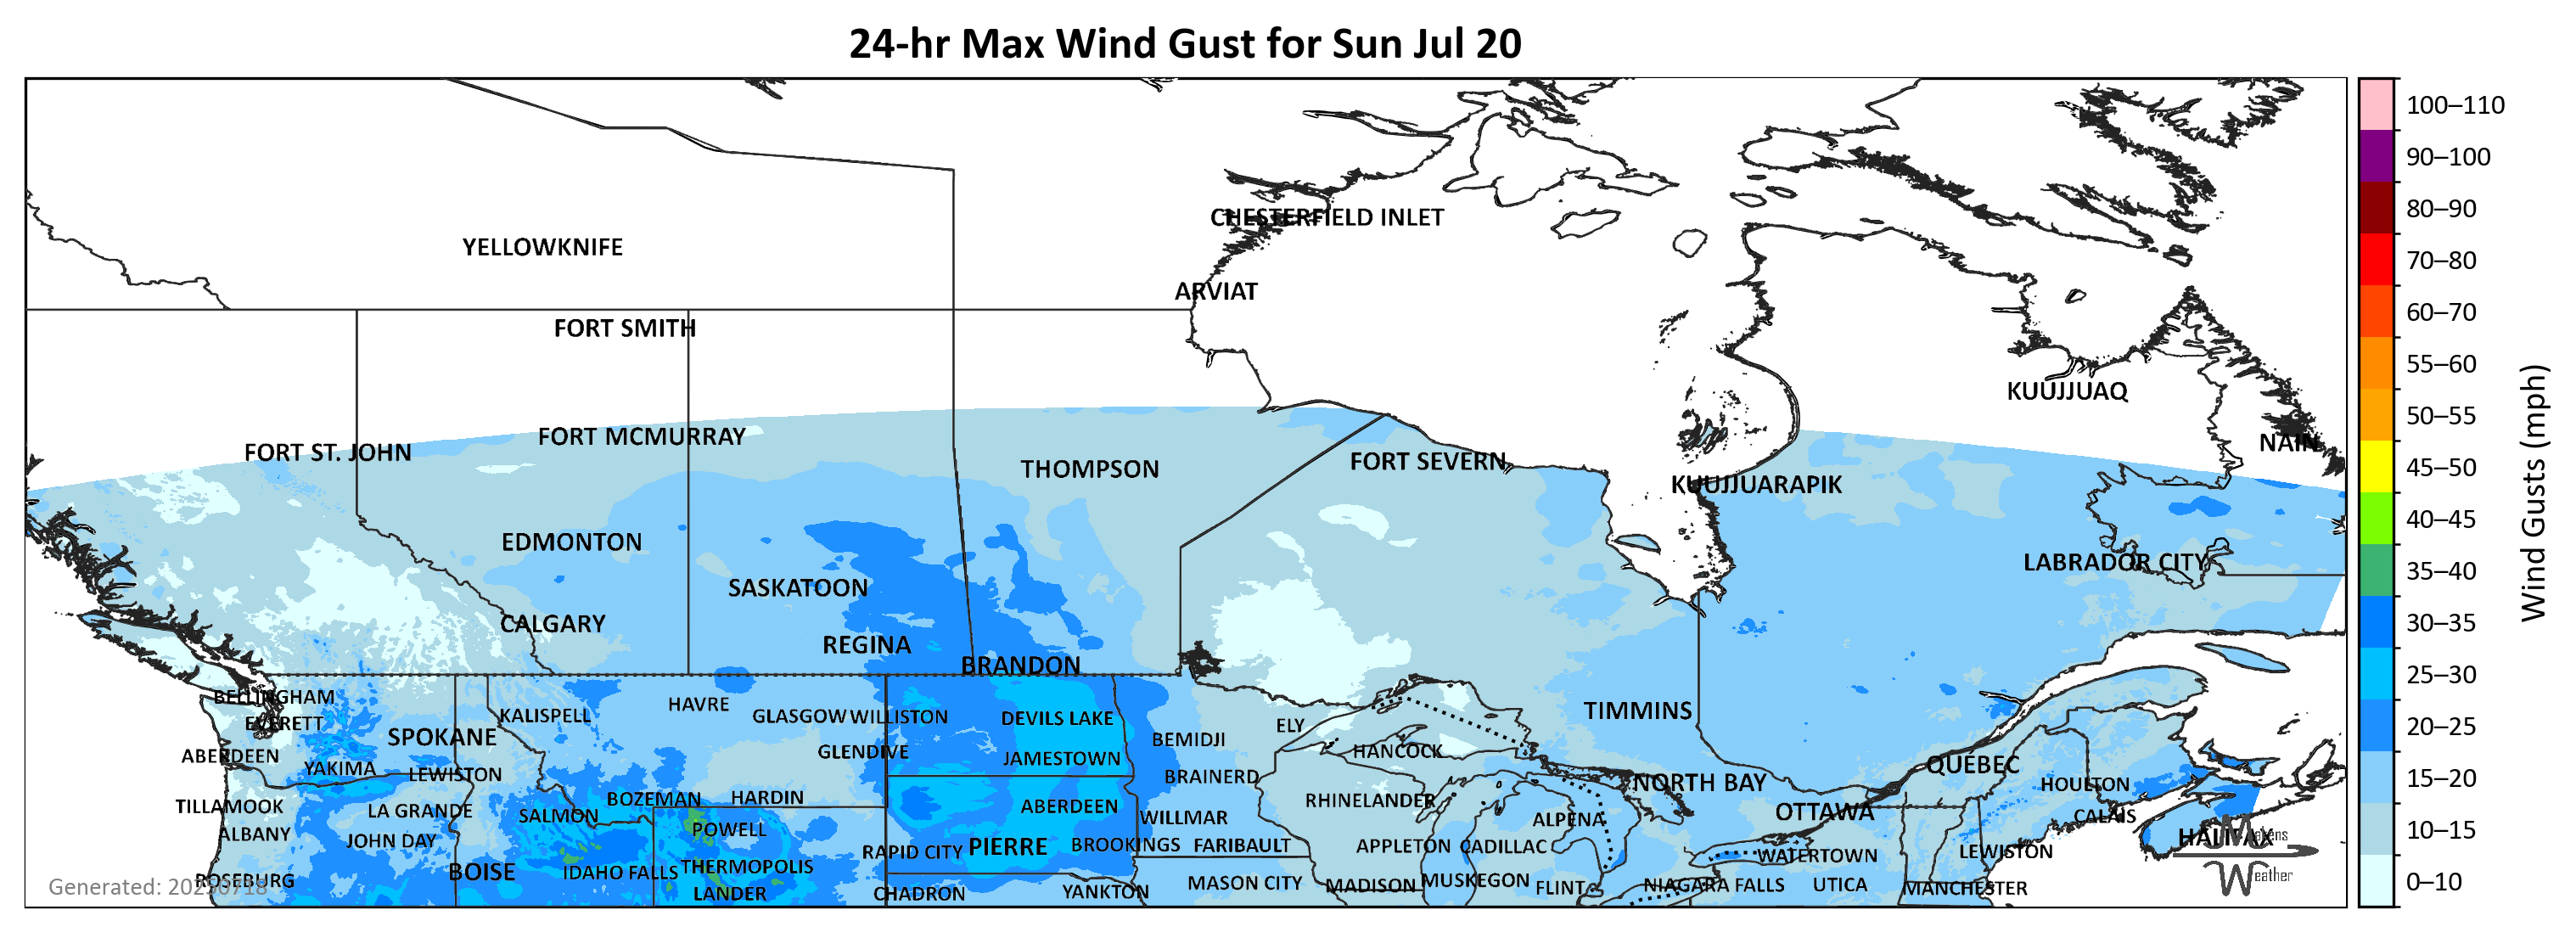 24-hr Max Wind Gust for Sun Jul 20
CHESTERFIELD INLET
YELLOWKNIFE
ARVIAT
FORT SMITH
KUUJJUAQ
FORT MCMURRAY
NAIN
FORT ST. JOHN
THOMPSON
FORT SEVERN
KUUJJUARAPIK
EDMONTON
LABRADOR CITY
SASKATOON
CALGARY
REGINA
BRANDON
BELLINGHAM
HAVRE
EVERETT
KALISPELL
GLASGOW
WILLISTON
DEVILS LAKE
ELY
TIMMINS
SPOKANE
BEMIDJI
ABERDEEN
GLENDIVE
JAMESTOWN
HANCOCK
YAKIMA
LEWISTON
BRAINERD
NORTH BAY
QUÉBEC
HOULTON
TILLAMOOK
LA GRANDE
BOZEMAN
HARDIN
ABERDEEN
RHINELANDER
OTTAWA
CALAIS
SALMON
WILLMAR
ALPENA
ALBANY
JOHN DAY
POWELL
HALIFAX
RAPID CITY
PIERRE
BROOKINGS
FARIBAULT
APPLETON
CADILLAC
WATERTOWN
LEWISTON
BOISE
IDAHO FALLS
THERMOPOLIS
ROSEBURG
LANDER
CHADRON
YANKTON
MASON CITY
MADISON
MUSKEGON
FLINT
NIAGARA FALLS
UTICA
MANCHESTER
Generated: 20250718
Makens
Weather
100–110
90–100
80–90
70–80
60–70
55–60
50–55
45–50
40–45
35–40
30–35
25–30
20–25
15–20
10–15
0–10
Wind Gusts (mph)